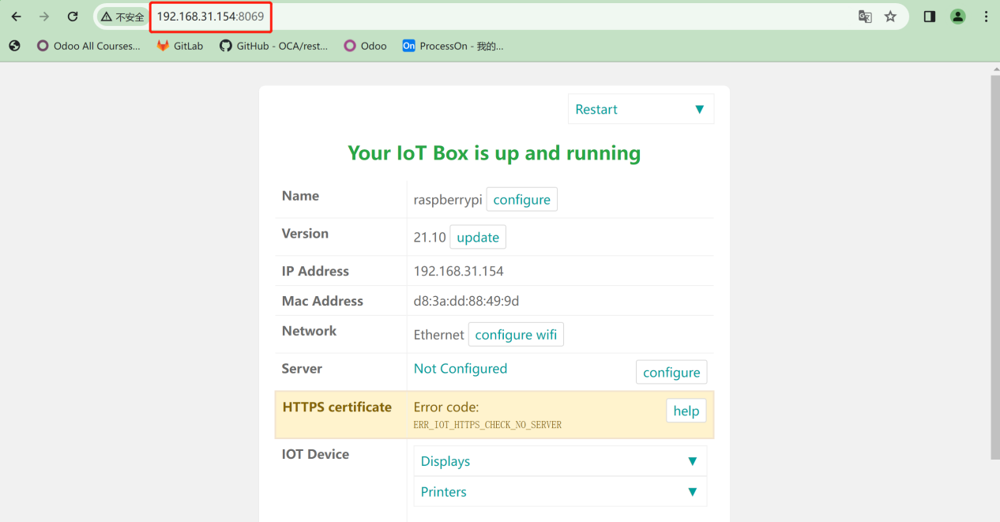 不安全 192.168.31.154:8069
Odoo All Courses... GitLab GitHub - OCA/rest... Odoo On ProcessOn - 我的...
Restart ▼
Your IoT Box is up and running
Name raspberrypi configure
Version 21.10 update
IP Address 192.168.31.154
Mac Address d8:3a:dd:88:49:9d
Network Ethernet configure wifi
Server Not Configured configure
HTTPS certificate Error code: help
ERR_IOT_HTTPS_CHECK_NO_SERVER
IOT Device Displays ▼
Printers ▼